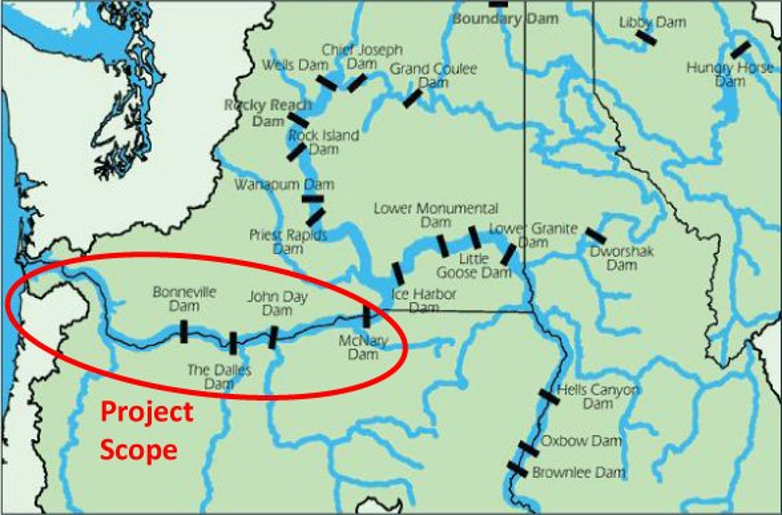 Boundary Dam
Libby Dam
Chief Joseph
Dam
Wells Dam
Grand Coulee
Dam
Hungry Horse
Dam
Rocky Reach
Dam
Rock Island
Dam
Wanapum Dam
Priest Rapids
Dam
Lower Monumental
Dam
Lower Granite
Dam
Little
Goose Dam
Dworshak
Dam
Ice Harbor
Dam
Bonneville
Dam
John Day
Dam
The Dalles
Dam
McNary
Dam
Project
Scope
Hells Canyon
Dam
Oxbow Dam
Brownlee Dam